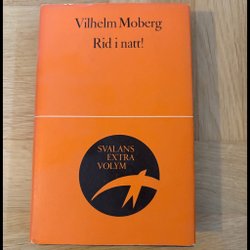 Vilhelm Moberg
Rid i natt!
SVALANS
EXTRA
VOLYM